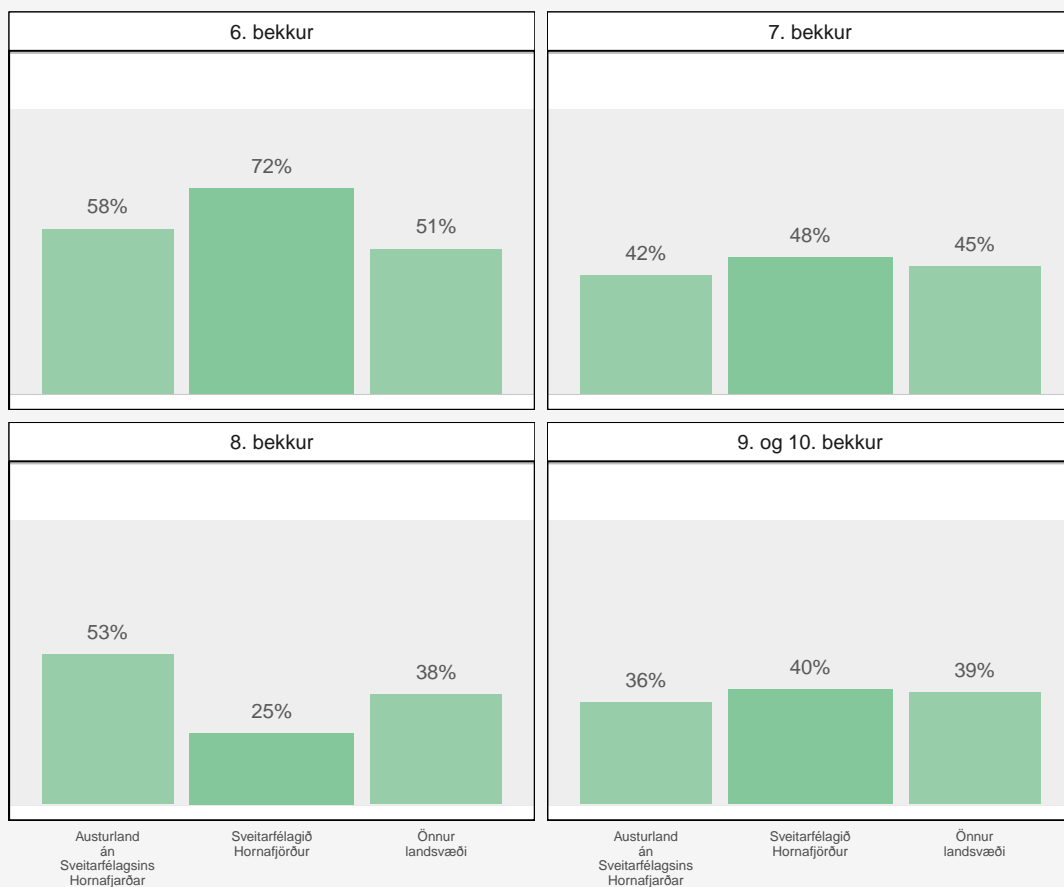 6. bekkur
58%
72%
51%
7. bekkur
42%
48%
45%
8. bekkur
53%
25%
38%
9. og 10. bekkur
36%
40%
39%
Austurland
án
Sveitarfélagsins
Hornafjarðar
Sveitarfélagið
Hornafjörður
Önnur
landsvæði
Austurland
án
Sveitarfélagsins
Hornafjarðar
Sveitarfélagið
Hornafjörður
Önnur
landsvæði